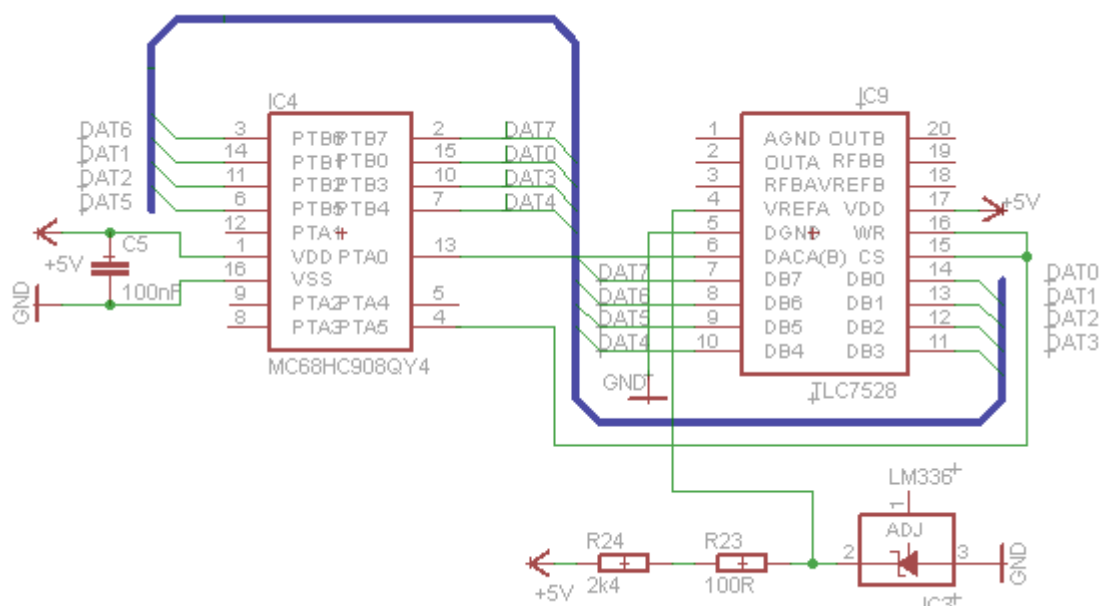 IC4
DAT6 3 PTB6 PTB7 2 DAT7
DAT1 14 PTB1 PTB0 15 DAT0
DAT2 11 PTB2 PTB3 10 DAT3
DAT5 6 PTB5 PTB4 7 DAT4
12 PTA1
+5V C5 1 VDD PTA0 13
GND 100nF 16 VSS
9 PTA2 PTA4 5
8 PTA3 PTA5 4
MC68HC908QY4
IC9
1 AGND OUTB 20
2 OUTA RFBB 19
3 RFBA VREFB 18
4 VREFA VDD 17 +5V
5 DGND WR 16
6 DACA(B) CS 15
DAT7 7 DB7 DB0 14 DAT0
DAT6 8 DB6 DB1 13 DAT1
DAT5 9 DB5 DB2 12 DAT2
DAT4 10 DB4 DB3 11 DAT3
GND TLC7528
LM336
1
ADJ
+5V R24 2k4 R23 100R 2 3 GND
IC3